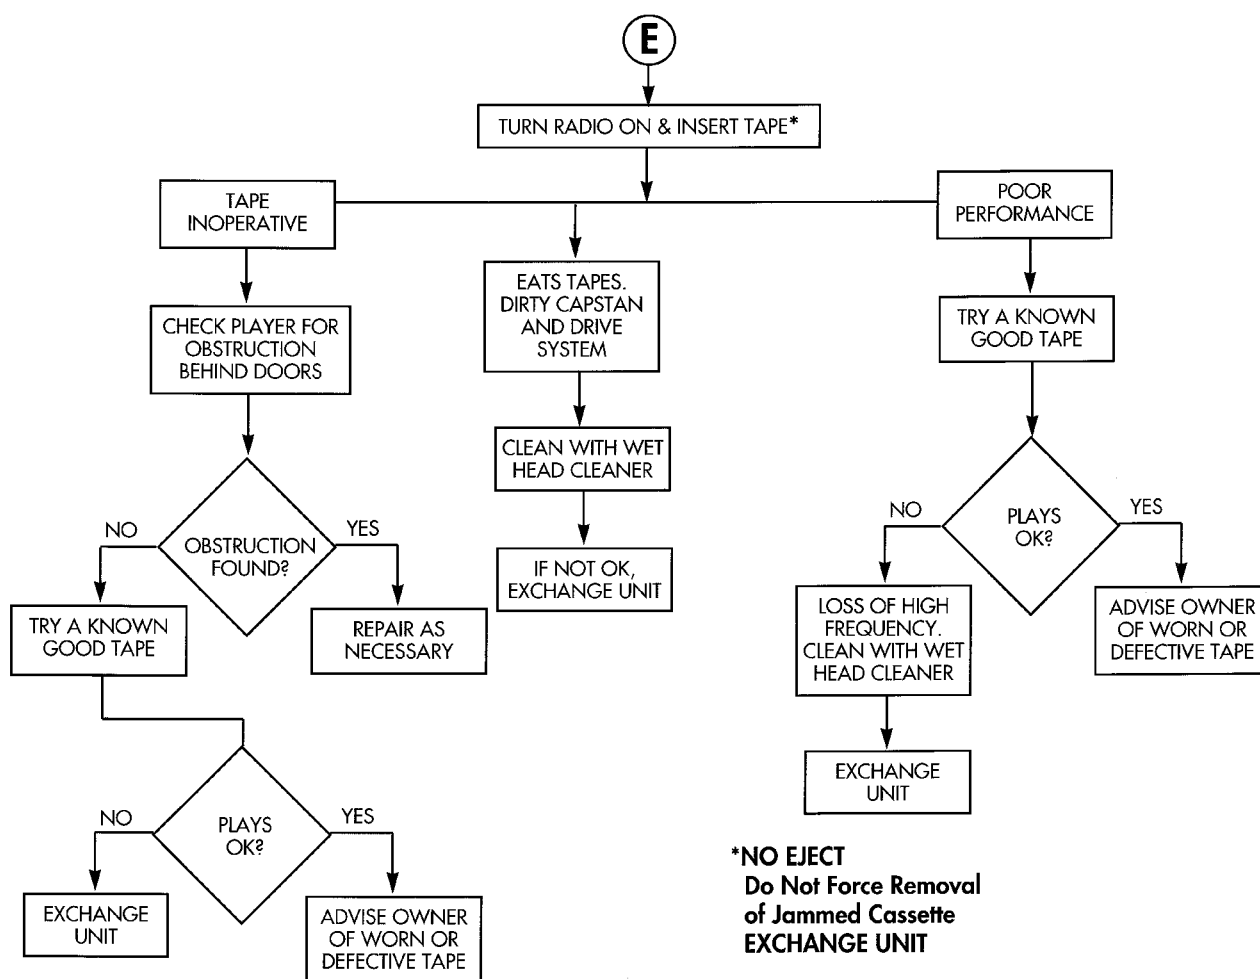 E
TURN RADIO ON & INSERT TAPE*
TAPE
INOPERATIVE
POOR
PERFORMANCE
EATS TAPES.
DIRTY CAPSTAN
AND DRIVE
SYSTEM
CHECK PLAYER FOR
OBSTRUCTION
BEHIND DOORS
TRY A KNOWN
GOOD TAPE
CLEAN WITH WET
HEAD CLEANER
NO
OBSTRUCTION
FOUND?
YES
NO
PLAYS
OK?
YES
IF NOT OK,
EXCHANGE UNIT
TRY A KNOWN
GOOD TAPE
REPAIR AS
NECESSARY
LOSS OF HIGH
FREQUENCY.
CLEAN WITH WET
HEAD CLEANER
ADVISE OWNER
OF WORN OR
DEFECTIVE TAPE
EXCHANGE
UNIT
NO
PLAYS
OK?
YES
EXCHANGE
UNIT
ADVISE OWNER
OF WORN OR
DEFECTIVE TAPE
*NO EJECT
Do Not Force Removal
of Jammed Cassette
EXCHANGE UNIT